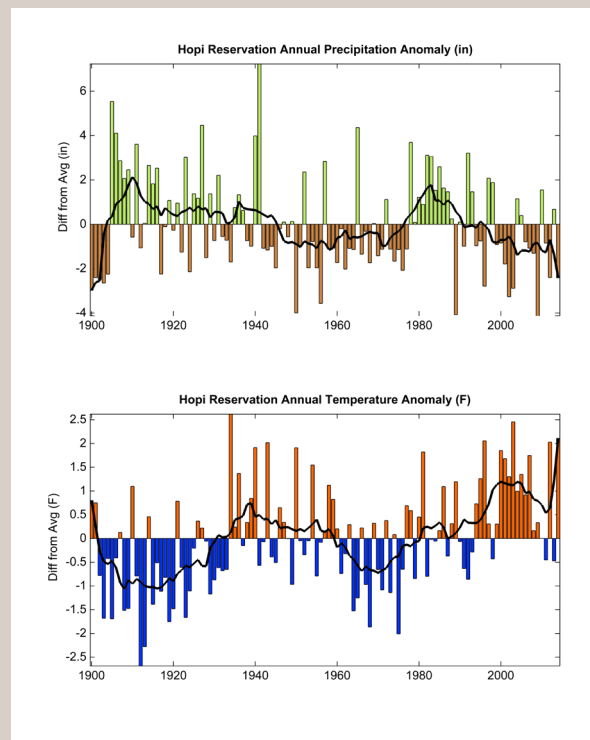 Hopi Reservation Annual Precipitation Anomaly (in)
Diff from Avg (in)
6
4
2
0
-2
-4
1900 1920 1940 1960 1980 2000
Hopi Reservation Annual Temperature Anomaly (F)
Diff from Avg (F)
2.5
2
1.5
1
0.5
0
-0.5
-1
-1.5
-2
-2.5
1900 1920 1940 1960 1980 2000